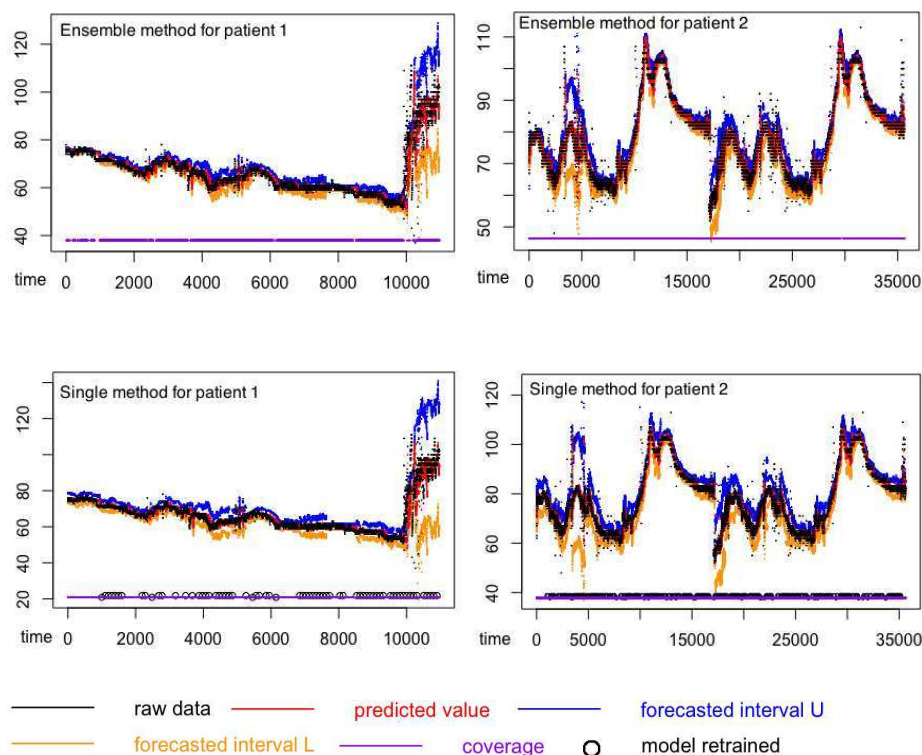 Ensemble method for patient 1
120
100
80
60
40
time
0 2000 4000 6000 8000 10000
Ensemble method for patient 2
110
90
70
60
50
time
0 5000 15000 25000 35000
Single method for patient 1
120
100
80
60
40
20
time
0 2000 4000 6000 8000 10000
Single method for patient 2
120
100
80
60
40
time
0 5000 15000 25000 35000
raw data predicted value forecasted interval U
forecasted interval L coverage model retrained